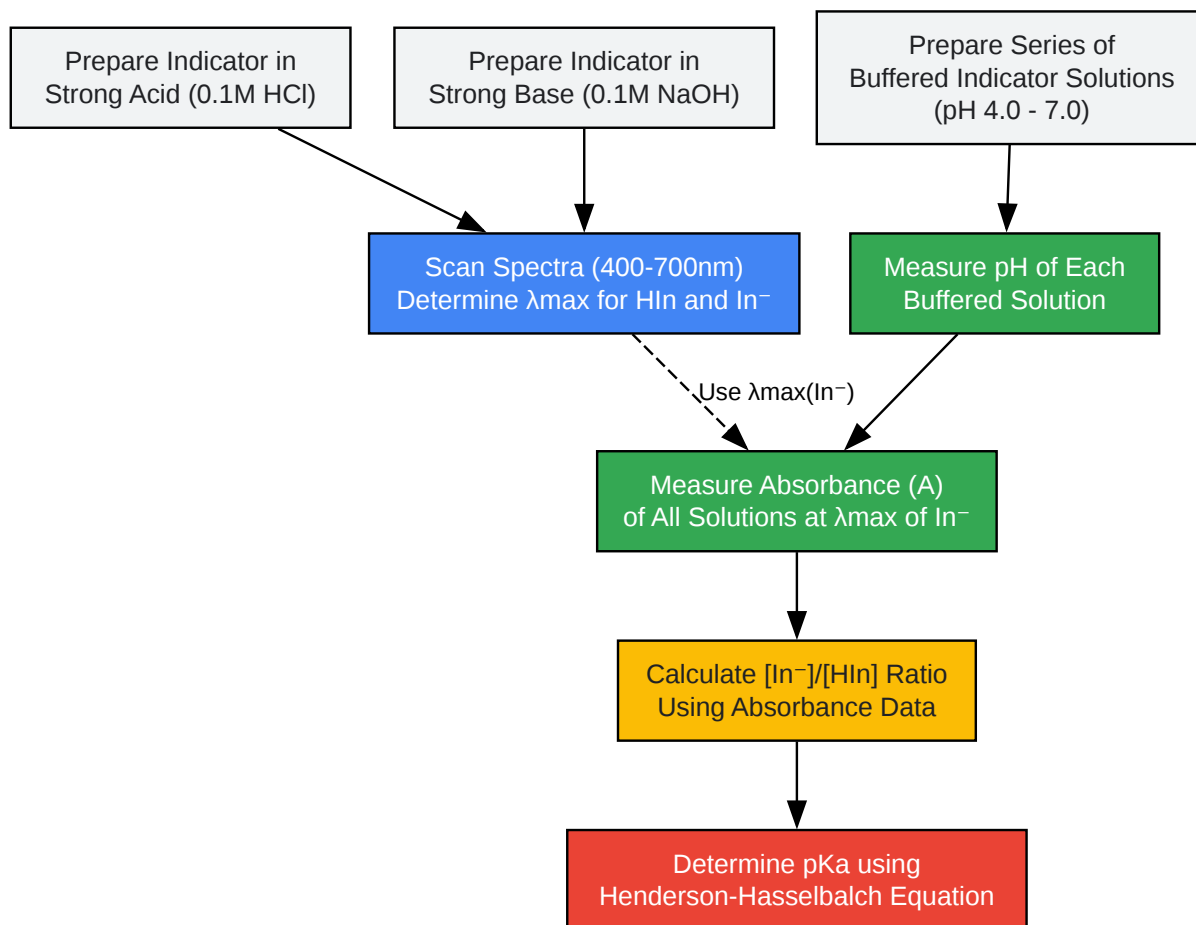 Prepare Indicator in
Strong Acid (0.1M HCl)
Prepare Indicator in
Strong Base (0.1M NaOH)
Prepare Series of
Buffered Indicator Solutions
(pH 4.0 - 7.0)
Scan Spectra (400-700nm)
Determine λmax for HIn and In⁻
Measure pH of Each
Buffered Solution
Use λmax(In⁻)
Measure Absorbance (A)
of All Solutions at λmax of In⁻
Calculate [In⁻]/[HIn] Ratio
Using Absorbance Data
Determine pKa using
Henderson-Hasselbalch Equation